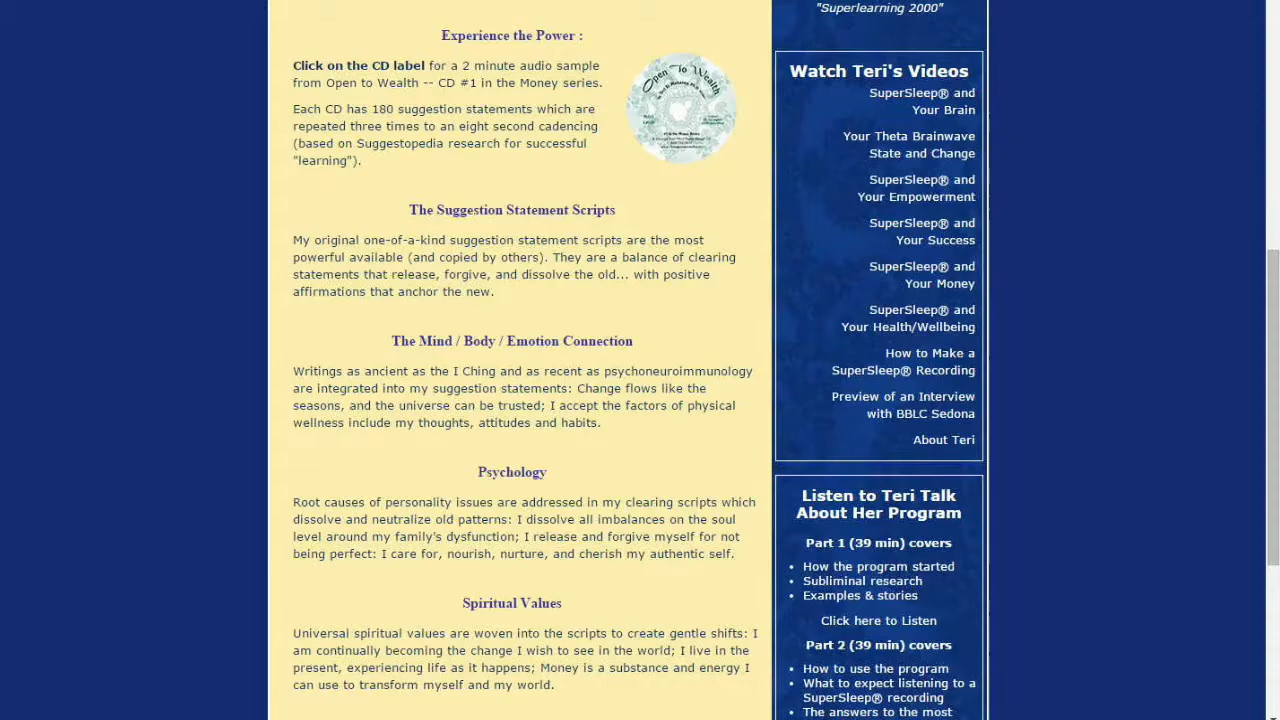 Experience the Power :
Click on the CD label for a 2 minute audio sample
from Open to Wealth -- CD #1 in the Money series.
Each CD has 180 suggestion statements which are
repeated three times to an eight second cadencing
(based on Suggestopedia research for successful
"learning").
Open To Wealth
The Suggestion Statement Scripts
My original one-of-a-kind suggestion statement scripts are the most
powerful available (and copied by others). They are a balance of clearing
statements that release, forgive, and dissolve the old... with positive
affirmations that anchor the new.
The Mind / Body / Emotion Connection
Writings as ancient as the I Ching and as recent as psychoneuroimmunology
are integrated into my suggestion statements: Change flows like the
seasons, and the universe can be trusted; I accept the factors of physical
wellness include my thoughts, attitudes and habits.
Psychology
Root causes of personality issues are addressed in my clearing scripts which
dissolve and neutralize old patterns: I dissolve all imbalances on the soul
level around my family's dysfunction; I release and forgive myself for not
being perfect: I care for, nourish, nurture, and cherish my authentic self.
Spiritual Values
Universal spiritual values are woven into the scripts to create gentle shifts: I
am continually becoming the change I wish to see in the world; I live in the
present, experiencing life as it happens; Money is a substance and energy I
can use to transform myself and my world.
"Superlearning 2000"
Watch Teri's Videos
SuperSleep® and
Your Brain
Your Theta Brainwave
State and Change
SuperSleep® and
Your Empowerment
SuperSleep® and
Your Success
SuperSleep® and
Your Money
SuperSleep® and
Your Health/Wellbeing
How to Make a
SuperSleep® Recording
Preview of an Interview
with BBLC Sedona
About Teri
Listen to Teri Talk
About Her Program
Part 1 (39 min) covers
• How the program started
• Subliminal research
• Examples & stories
Click here to Listen
Part 2 (39 min) covers
• How to use the program
• What to expect listening to a
SuperSleep® recording
• The answers to the most